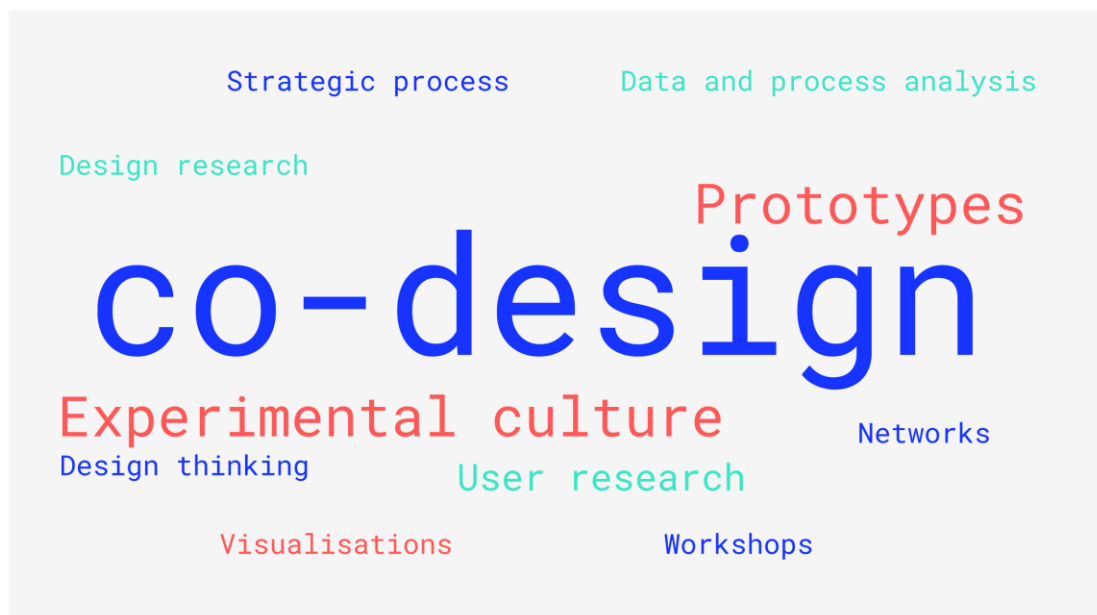 Strategic process
Data and process analysis
Design research
Prototypes
co-design
Experimental culture
Networks
Design thinking
User research
Visualisations
Workshops